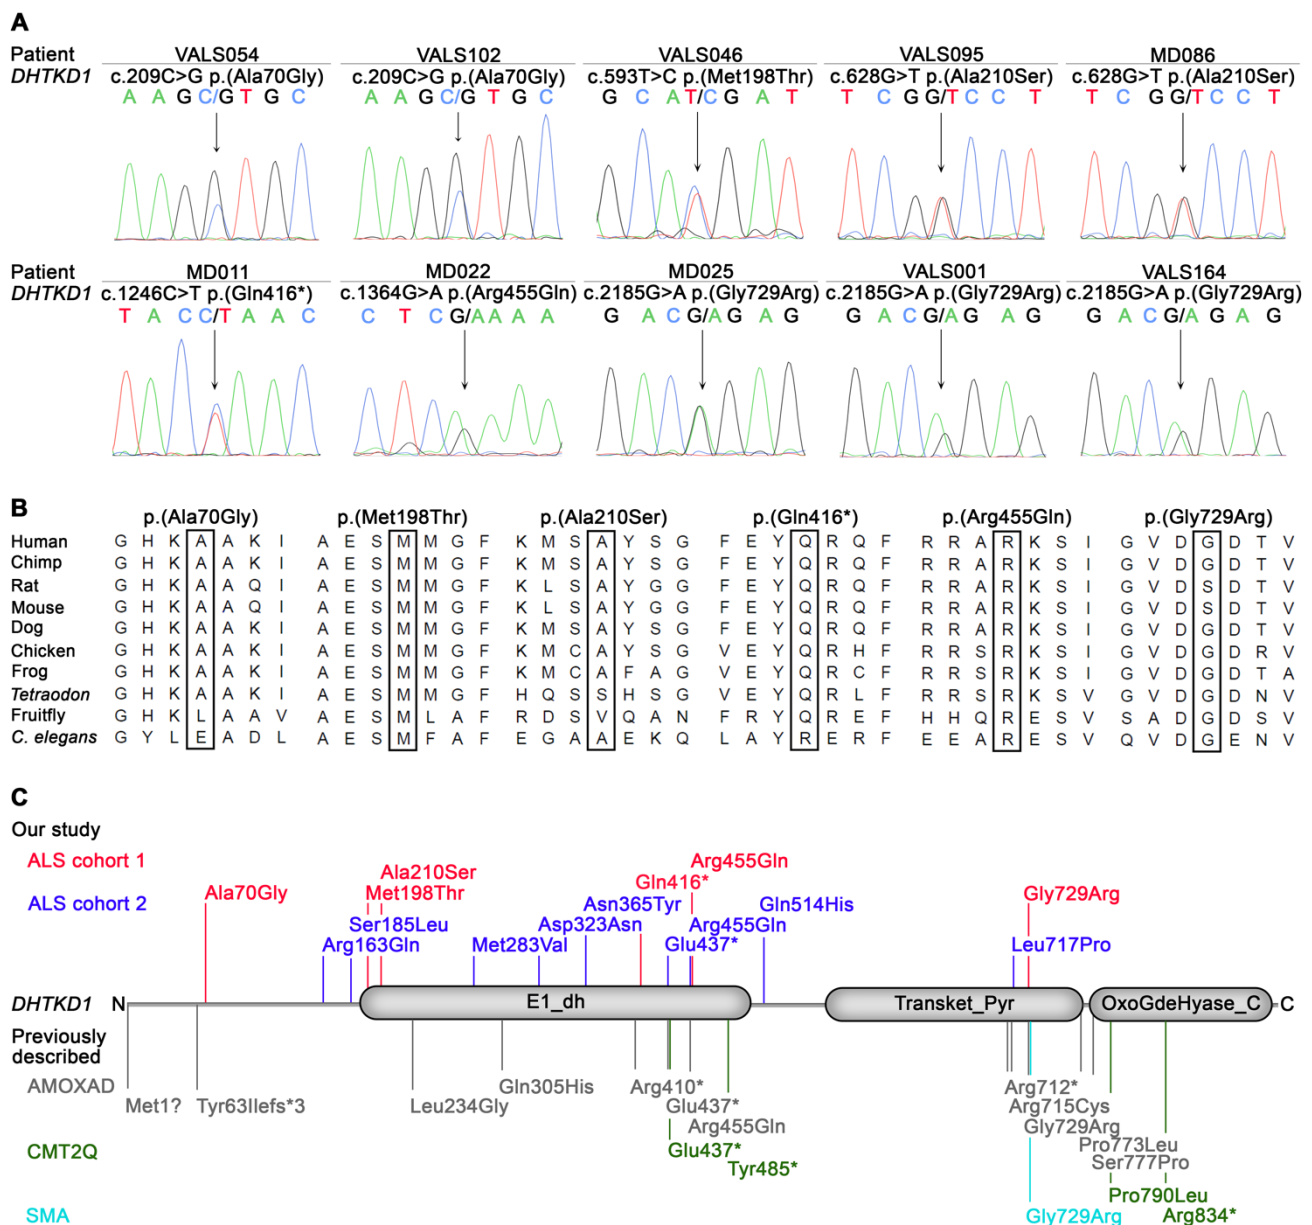 A
Patient VALS054 VALS102 VALS046 VALS095 MD086
DHTKD1 c.209C>G p.(Ala70Gly) c.209C>G p.(Ala70Gly) c.593T>C p.(Met198Thr) c.628G>T p.(Ala210Ser) c.628G>T p.(Ala210Ser)
A A G C/G T G C A A G C/G T G C G C A T/C G A T T C G G/T C C T T C G G/T C C T
Patient MD011 MD022 MD025 VALS001 VALS164
DHTKD1 c.1246C>T p.(Gln416*) c.1364G>A p.(Arg455Gln) c.2185G>A p.(Gly729Arg) c.2185G>A p.(Gly729Arg) c.2185G>A p.(Gly729Arg)
T A C C/T A A C C T C G/A A A A G A C G/A G A G G A C G/A G A G G A C G/A G A G
B
p.(Ala70Gly) p.(Met198Thr) p.(Ala210Ser) p.(Gln416*) p.(Arg455Gln) p.(Gly729Arg)
Human G H K A A K I A E S M M G F K M S A Y S G F E Y Q R Q F R R A R K S I G V D G D T V
Chimp G H K A A K I A E S M M G F K M S A Y S G F E Y Q R Q F R R A R K S I G V D G D T V
Rat G H K A A Q I A E S M M G F K L S A Y G G F E Y Q R Q F R R A R K S I G V D S D T V
Mouse G H K A A Q I A E S M M G F K L S A Y G G F E Y Q R Q F R R A R K S I G V D S D T V
Dog G H K A A K I A E S M M G F K M S A Y S G F E Y Q R Q F R R A R K S I G V D G D T V
Chicken G H K A A K I A E S M M G F K M C A Y S G V E Y Q R H F R R S R K S I G V D G D R V
Frog G H K A A K I A E S M M G F K M C A F A G V E Y Q R C F R R S R K S I G V D G D T A
Tetraodon G H K A A K I A E S M M G F H Q S S H S G V E Y Q R L F R R S R K S V G V D G D N V
Fruitfly G H K L A A V A E S M L A F R D S V Q A N F R Y Q R E F H H Q R E S V S A D G D S V
C. elegans G Y L E A D L A E S M F A F E G A A E K Q L A Y R E R F E E A R E S V Q V D G E N V
C
Our study
ALS cohort 1
Arg455Gln
Ala210Ser
Gln416*
Ala70Gly Met198Thr Gly729Arg
ALS cohort 2
Asn365Tyr Gln514His
Ser185Leu Asp323Asn Arg455Gln
Arg163Gln Met283Val Glu437* Leu717Pro
DHTKD1 N E1_dh Transket_Pyr OxoGdeHyase_C C
Previously
described
AMOXAD
Gln305His Arg410* Arg712*
Met1? Tyr63Ilefs*3 Leu234Gly Glu437* Arg715Cys
Arg455Gln Gly729Arg
Pro773Leu
CMT2Q Glu437* Ser777Pro
Tyr485*
Pro790Leu
SMA Gly729Arg Arg834*